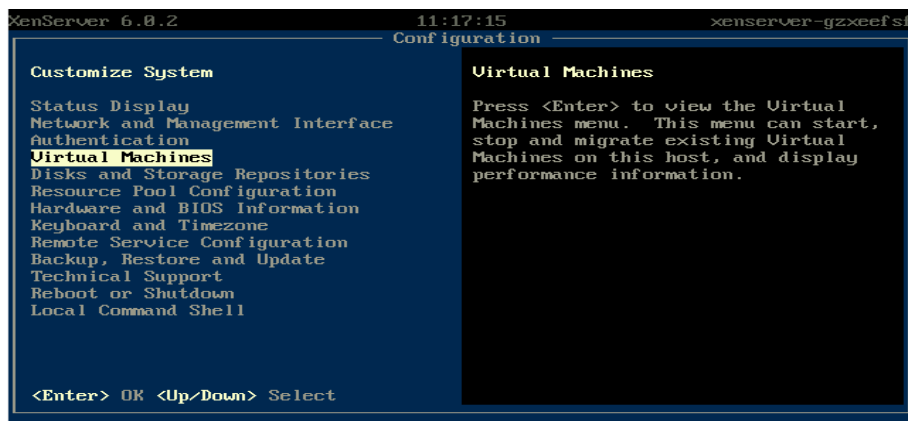 XenServer 6.0.2 11:17:15 xenserver-gzxeefsf
Configuration
Customize System
Status Display
Network and Management Interface
Authentication
Virtual Machines
Disks and Storage Repositories
Resource Pool Configuration
Hardware and BIOS Information
Keyboard and Timezone
Remote Service Configuration
Backup, Restore and Update
Technical Support
Reboot or Shutdown
Local Command Shell
<Enter> OK <Up/Down> Select
Virtual Machines
Press <Enter> to view the Virtual
Machines menu. This menu can start,
stop and migrate existing Virtual
Machines on this host, and display
performance information.